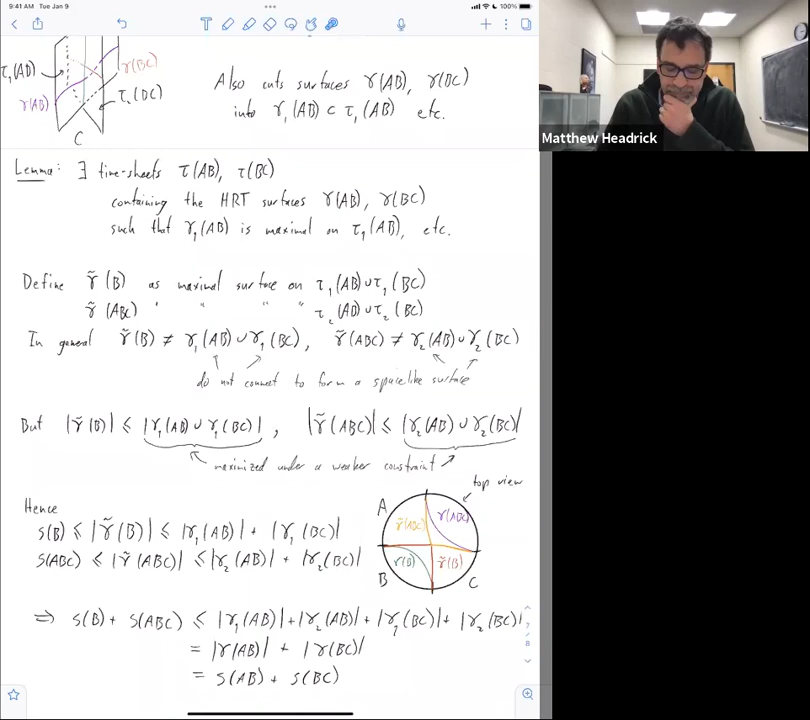 9:41 AM Tue Jan 9
100%
τ₁(AD)
γ(BC)
γ(AB)
τ₁(BC)
C
Also cuts surfaces γ(AB), γ(BC)
into γ₁(AB) ⊂ τ₁(AB) etc.
Lemma: ∃ time-sheets τ(AB), τ(BC)
containing the HRT surfaces γ(AB), γ(BC)
such that γ₁(AB) is maximal on τ₁(AB), etc.
Define γ̃(B) as maximal surface on τ₁(AB)∪τ₁(BC)
γ̃(ABC) " " " " τ₂(AB)∪τ₂(BC)
In general γ̃(B) ≠ γ₁(AB)∪γ₁(BC), γ̃(ABC) ≠ γ₂(AB)∪γ₂(BC)
do not connect to form a spacelike surface
But |γ̃(B)| ≤ |γ₁(AB)∪γ₁(BC)|, |γ̃(ABC)| ≤ |γ₂(AB)∪γ₂(BC)|
maximized under a weaker constraint
top view
Hence
S(B) ≤ |γ̃(B)| ≤ |γ₁(AB)| + |γ₁(BC)|
S(ABC) ≤ |γ̃(ABC)| ≤ |γ₂(AB)| + |γ₂(BC)|
A
γ(ABC)
γ̃(ABC)
γ(B)
γ̃(B)
B
C
⇒ S(B) + S(ABC) ≤ |γ₁(AB)| + |γ₂(AB)| + |γ₁(BC)| + |γ₂(BC)|
= |γ(AB)| + |γ(BC)|
= S(AB) + S(BC)
7
8
Matthew Headrick